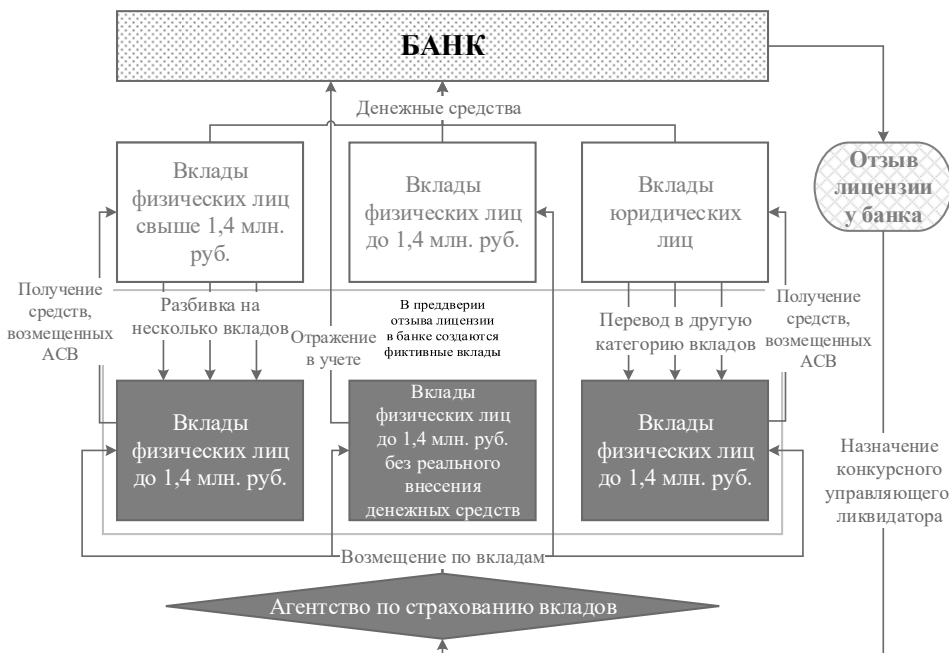 БАНК
Денежные средства
Вклады
физических лиц
свыше 1,4 млн.
руб.
Вклады
физических лиц
до 1,4 млн. руб.
Вклады
юридических
лиц
Отзыв
лицензии
у банка
Получение
средств,
возмещенных
АСВ
Разбивка на
несколько вкладов
Отражение
в учете
В преддверии
отзыва лицензии
в банке создаются
фиктивные вклады
Перевод в другую
категорию вкладов
Получение
средств,
возмещенных
АСВ
Вклады
физических лиц
до 1,4 млн. руб.
Вклады
физических лиц
до 1,4 млн. руб.
без реального
внесения
денежных средств
Вклады
физических лиц
до 1,4 млн. руб.
Назначение
конкурсного
управляющего
ликвидатора
Возмещение по вкладам
Агентство по страхованию вкладов